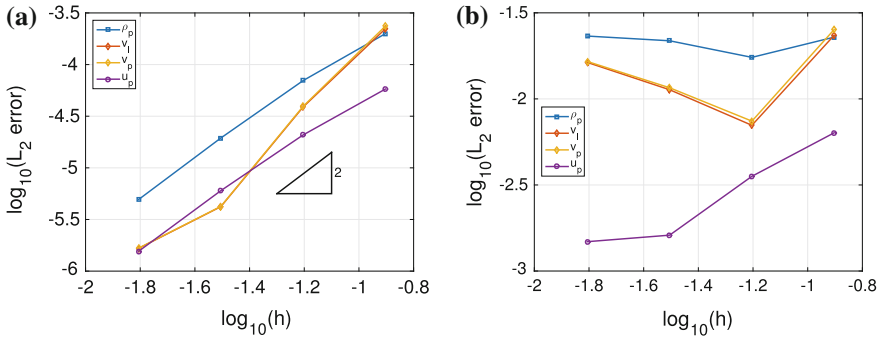 (a)
-3.5
-4
-4.5
-5
-5.5
-6
log10(L2 error)
ρp
vl
vp
up
2
-2
-1.8
-1.6
-1.4
-1.2
-1
-0.8
log10(h)
(b)
-1.5
-2
-2.5
-3
log10(L2 error)
ρp
vl
vp
up
-2
-1.8
-1.6
-1.4
-1.2
-1
-0.8
log10(h)